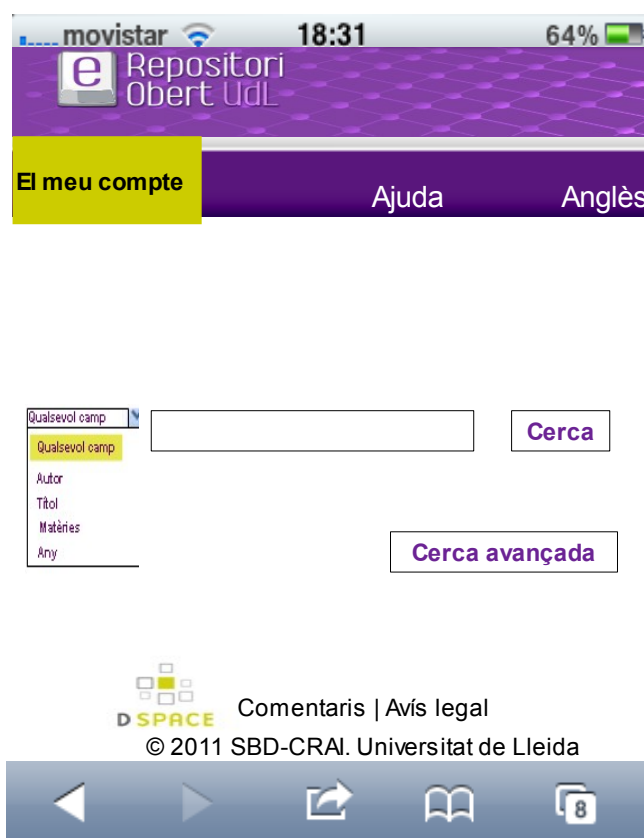 movistar 18:31 64%
e Repositori
Obert UdL
El meu compte Ajuda Anglès
Qualsevol camp Cerca
Qualsevol camp
Autor
Títol
Matèries
Any
Cerca avançada
DSPACE Comentaris | Avís legal
© 2011 SBD-CRAI. Universitat de Lleida
8